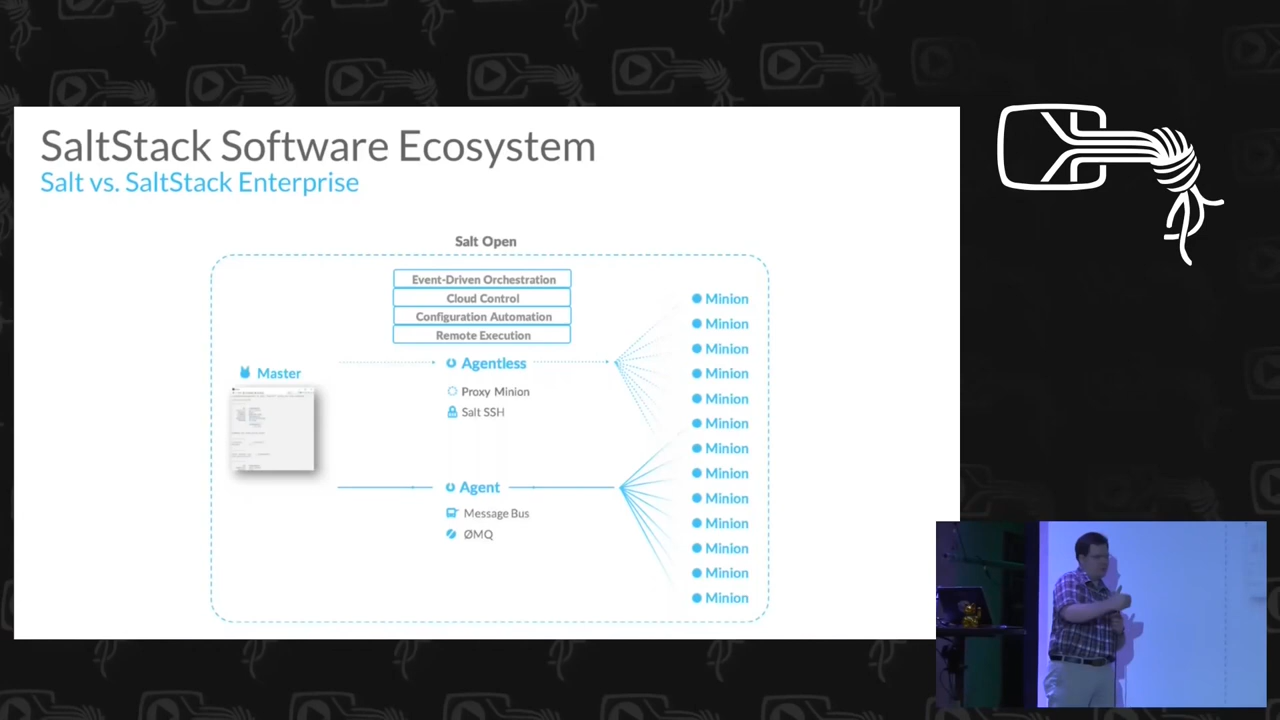 SaltStack Software Ecosystem
Salt vs. SaltStack Enterprise
Salt Open
Event-Driven Orchestration
Cloud Control
Configuration Automation
Remote Execution
Master
Agentless
Proxy Minion
Salt SSH
Agent
Message Bus
ØMQ
Minion
Minion
Minion
Minion
Minion
Minion
Minion
Minion
Minion
Minion
Minion
Minion
Minion